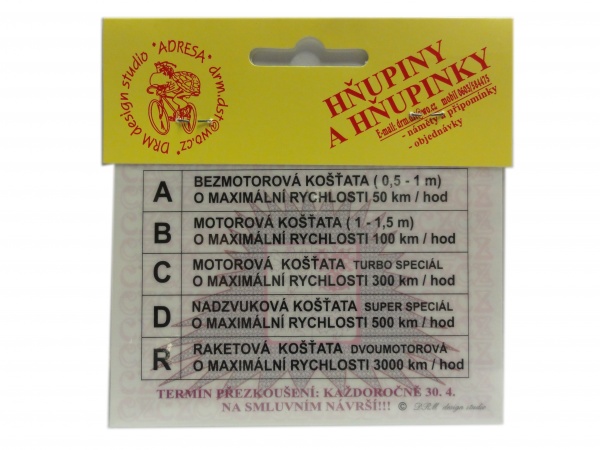 DRM design studio *ADRESA* drm.dst@wo.cz*
HŇUPINY
A HŇUPINKY
- náměty - připomínky
- objednávky
A BEZMOTOROVÁ KOŠŤATA ( 0,5 - 1 m)
O MAXIMÁLNÍ RYCHLOSTI 50 km / hod
B MOTOROVÁ KOŠŤATA ( 1 - 1,5 m)
O MAXIMÁLNÍ RYCHLOSTI 100 km / hod
C MOTOROVÁ KOŠŤATA TURBO SPECIÁL
O MAXIMÁLNÍ RYCHLOSTI 300 km / hod
D NADZVUKOVÁ KOŠŤATA SUPER SPECIÁL
O MAXIMÁLNÍ RYCHLOSTI 500 km / hod
R RAKETOVÁ KOŠŤATA DVOUMOTOROVÁ
O MAXIMÁLNÍ RYCHLOSTI 3000 km / hod
TERMÍN PŘEZKOUŠENÍ: KAŽDOROČNĚ 30. 4.
NA SMLUVNÍM NÁVRŠÍ!!! © DRM design studio